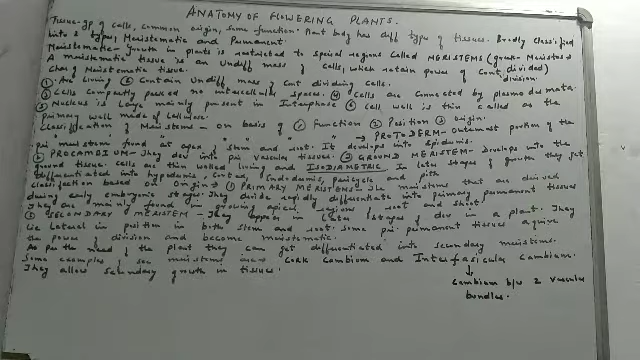 ANATOMY OF FLOWERING PLANTS.
Tissue - gp of cells, common origin, same function. Plant body has diff type of tissues. Broadly classified
into 2 types, Meristematic and Permanent
Meristematic - Growth in plants is restricted to special regions called MERISTEMS (greek - Meristos
A meristematic tissue is an undiff mass of cells, which retain power of cont divided)
Char of Meristematic tissue. division.
① Are living ② Contain undiff mass cont dividing cells.
③ Cells compactly packed no intercellular spaces. ④ Cells are connected by plasmodesmata.
⑤ Nucleus is large mainly present in Interphase ⑥ Cell wall is thin called as the
Primary wall made of cellulose.
Classification of Meristems - on basis of ① Function ② Position ③ Origin.
→ PROTODERM - Outermost portion of the
pri meristem found at apex of stem and root. It develops into epidermis.
PROCAMBIUM - They dev into pri vascular tissues. ③ GROUND MERISTEM - Develops into the
ground tissue cells are thin walled living and ISODIAMETRIC. In later stages of growth they get
differentiated into hypodermis, cortex, endodermis, pericycle and pith
Classification based on Origin: ① PRIMARY MERISTEMS - The meristems that are derived
during early embryonic stage. They divide rapidly differentiate into primary permanent tissues
They are mainly found in growing apical regions of root and shoot.
② SECONDARY MERISTEM - They appear in later stages of dev in a plant. They
lie lateral in position in both stem and root. Some pri permanent tissues aquire
the power of division and become meristematic.
As per the need of the plant they can get differentiated into secondary meristems.
Some examples of sec meristems are CORK Cambium and Interfasicular cambium.
They allow secondary growth in tissues. ↓
Cambium b/w 2 vascular
bundles.